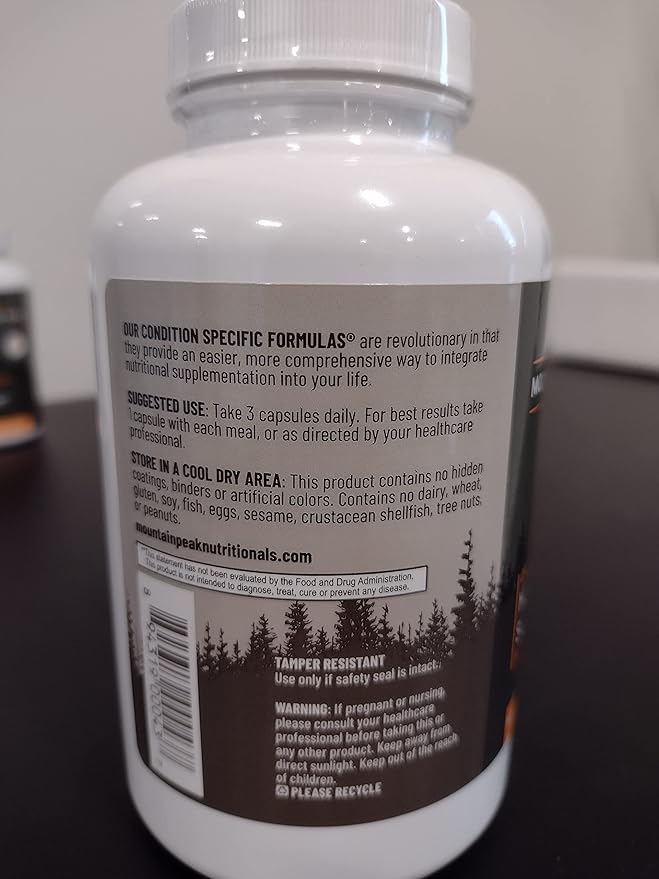 OUR CONDITION SPECIFIC FORMULAS® are revolutionary in that
they provide an easier, more comprehensive way to integrate
nutritional supplementation into your life.
SUGGESTED USE: Take 3 capsules daily. For best results take
1 capsule with each meal, or as directed by your healthcare
professional.
STORE IN A COOL DRY AREA: This product contains no hidden
coatings, binders or artificial colors. Contains no dairy, wheat,
gluten, soy, fish, eggs, sesame, crustacean shellfish, tree nuts,
or peanuts.
mountainpeaknutritionals.com
**This statement has not been evaluated by the Food and Drug Administration.
This product is not intended to diagnose, treat, cure or prevent any disease.
TAMPER RESISTANT
Use only if safety seal is intact.
WARNING: If pregnant or nursing,
please consult your healthcare
professional before taking this or
any other product. Keep away from
direct sunlight. Keep out of the reach
of children.
PLEASE RECYCLE